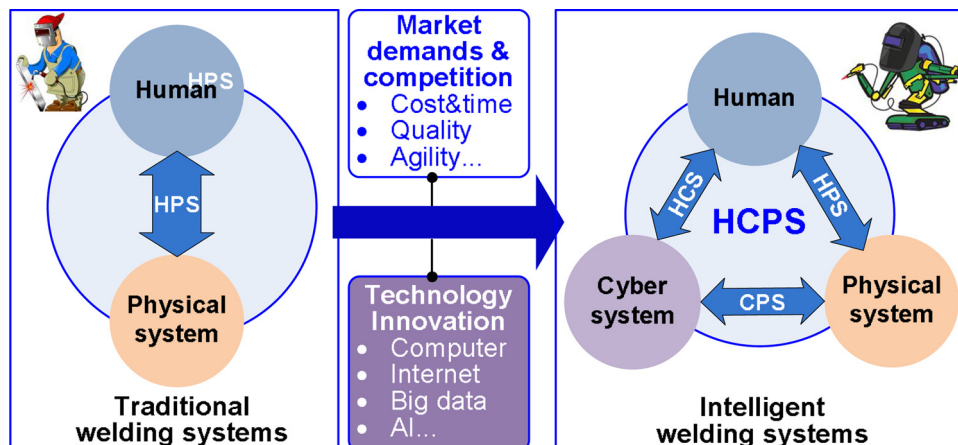 HPS
Human
HPS
Physical
system
Traditional
welding systems
Market
demands &
competition
• Cost&time
• Quality
• Agility...
Technology
Innovation
• Computer
• Internet
• Big data
• AI...
Human
HCS
HPS
HCPS
Cyber
system
CPS
Physical
system
Intelligent
welding systems